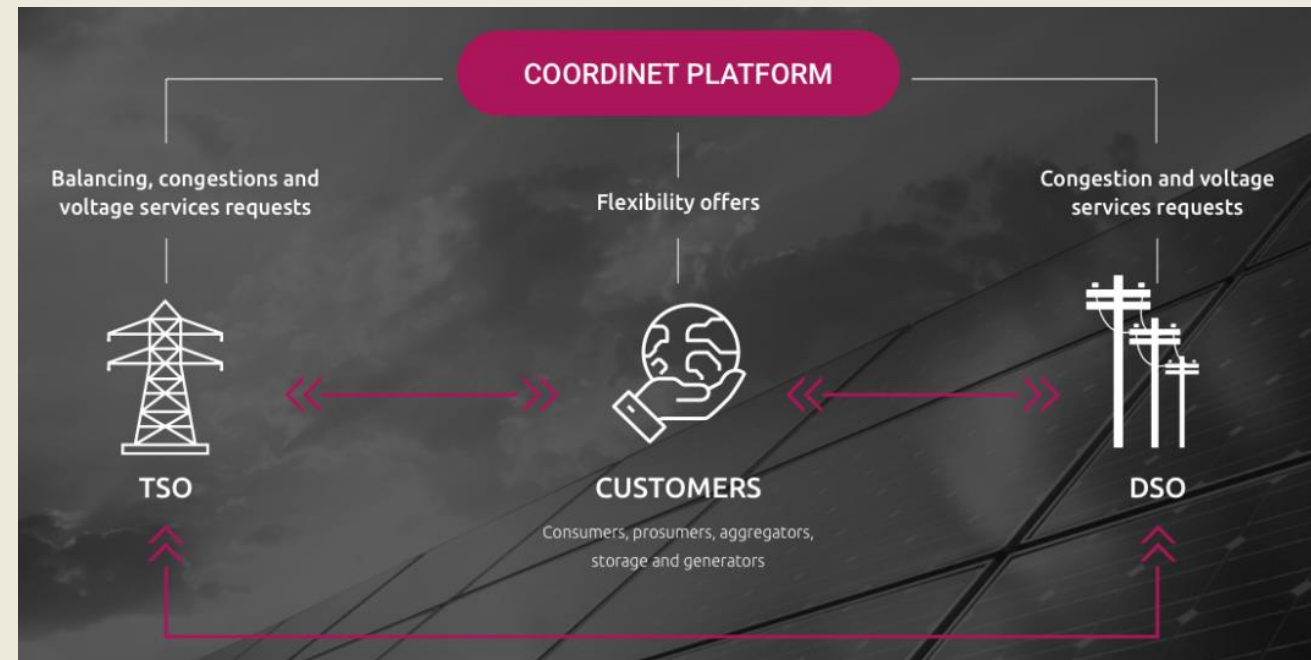 COORDINET PLATFORM
Balancing, congestions and
voltage services requests
Flexibility offers
Congestion and voltage
services requests
TSO
CUSTOMERS
DSO
Consumers, prosumers, aggregators,
storage and generators